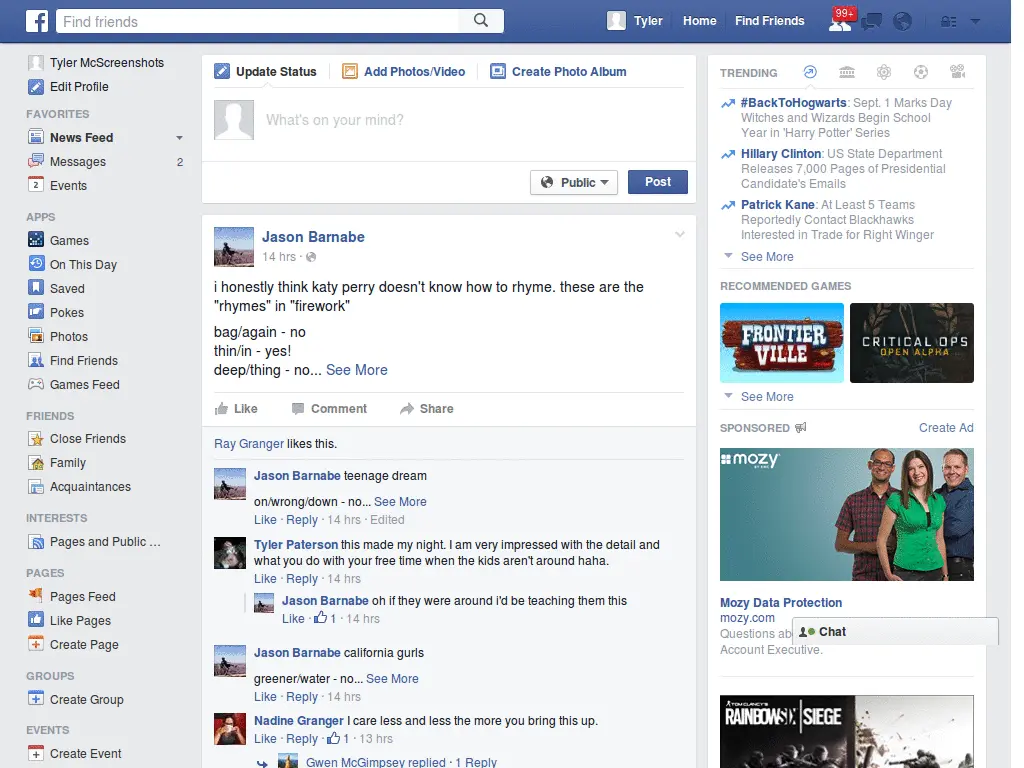 Find friends
Tyler
Home
Find Friends
99+
Tyler McScreenshots
Edit Profile
FAVORITES
News Feed
Messages 2
2 Events
APPS
Games
On This Day
Saved
Pokes
Photos
Find Friends
Games Feed
FRIENDS
Close Friends
Family
Acquaintances
INTERESTS
Pages and Public ...
PAGES
Pages Feed
Like Pages
Create Page
GROUPS
Create Group
EVENTS
Create Event
Update Status
Add Photos/Video
Create Photo Album
What's on your mind?
Public
Post
Jason Barnabe
14 hrs ·
i honestly think katy perry doesn't know how to rhyme. these are the
"rhymes" in "firework"
bag/again - no
thin/in - yes!
deep/thing - no... See More
Like Comment Share
Ray Granger likes this.
Jason Barnabe teenage dream
on/wrong/down - no... See More
Like · Reply · 14 hrs · Edited
Tyler Paterson this made my night. I am very impressed with the detail and
what you do with your free time when the kids aren't around haha.
Like · Reply · 14 hrs
Jason Barnabe oh if they were around i'd be teaching them this
Like · 1 · 14 hrs
Jason Barnabe california gurls
greener/water - no... See More
Like · Reply · 14 hrs
Nadine Granger I care less and less the more you bring this up.
Like · Reply · 1 · 13 hrs
Gwen McGimpsey replied · 1 Reply
TRENDING
#BackToHogwarts: Sept. 1 Marks Day
Witches and Wizards Begin School
Year in 'Harry Potter' Series
Hillary Clinton: US State Department
Releases 7,000 Pages of Presidential
Candidate's Emails
Patrick Kane: At Least 5 Teams
Reportedly Contact Blackhawks
Interested in Trade for Right Winger
See More
RECOMMENDED GAMES
FRONTIER
VILLE
CRITICAL OPS
OPEN ALPHA
See More
SPONSORED
Create Ad
mozy
Mozy Data Protection
mozy.com
Questions
Account Executive.
Chat
TOM CLANCY'S
RAINBOW SIX | SIEGE